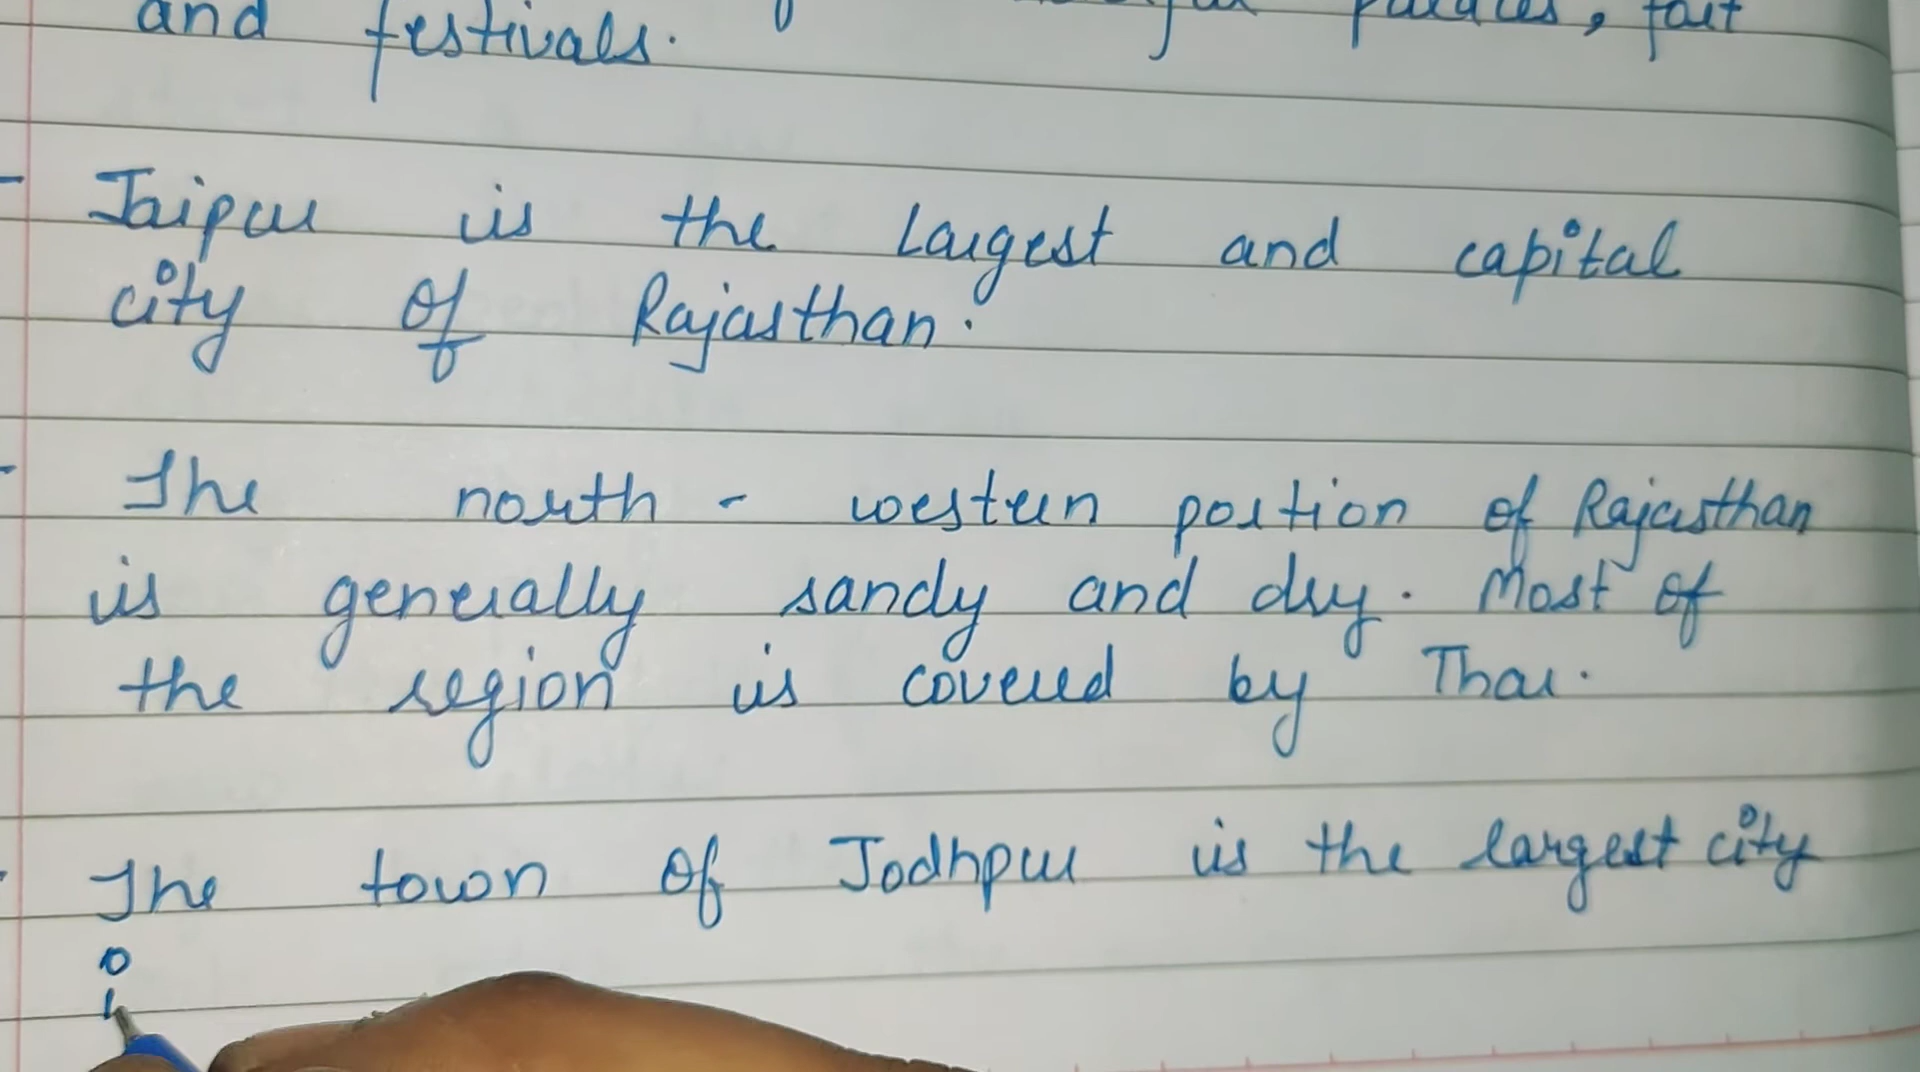 and festivals. palaces, fort
- Jaipur is the largest and capital
city of Rajasthan.
- The north - western portion of Rajasthan
is generally sandy and dry. Most of
the region is covered by Thar.
- The town of Jodhpur is the largest city
i